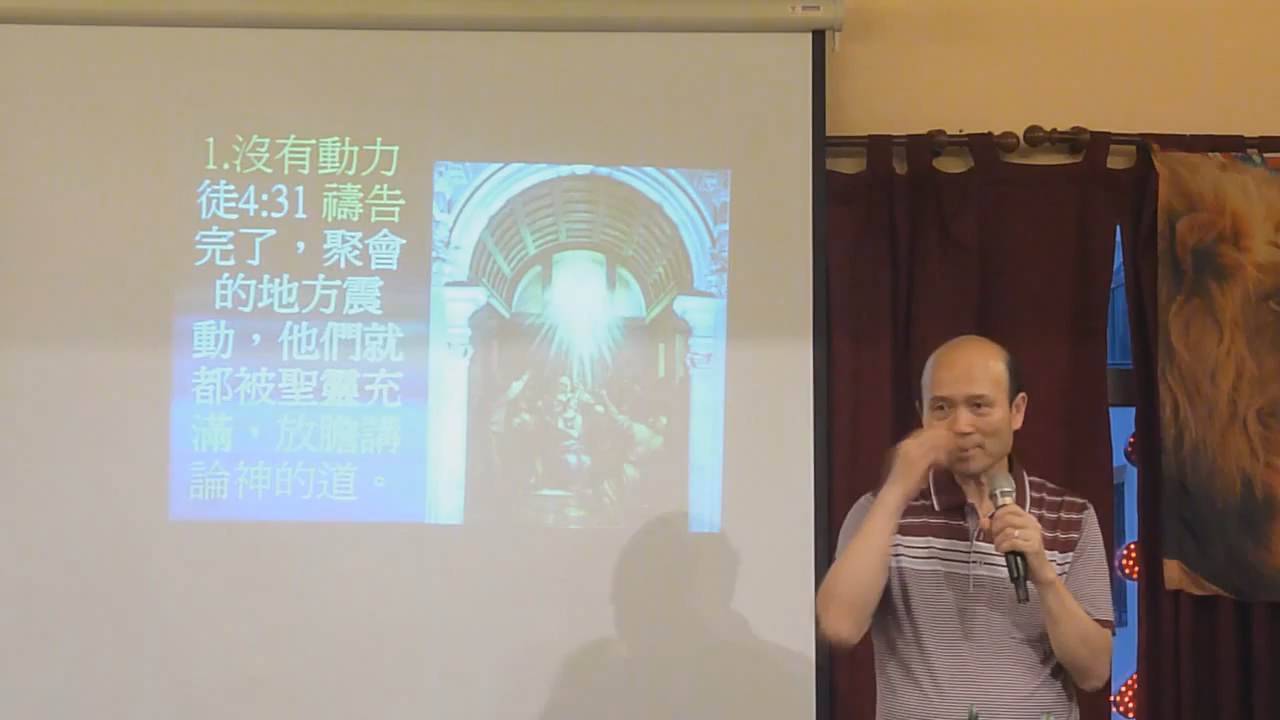 1.沒有動力
徒4:31 禱告
完了，聚會
的地方震
動，他們就
都被聖靈充
滿，放膽講
論神的道。